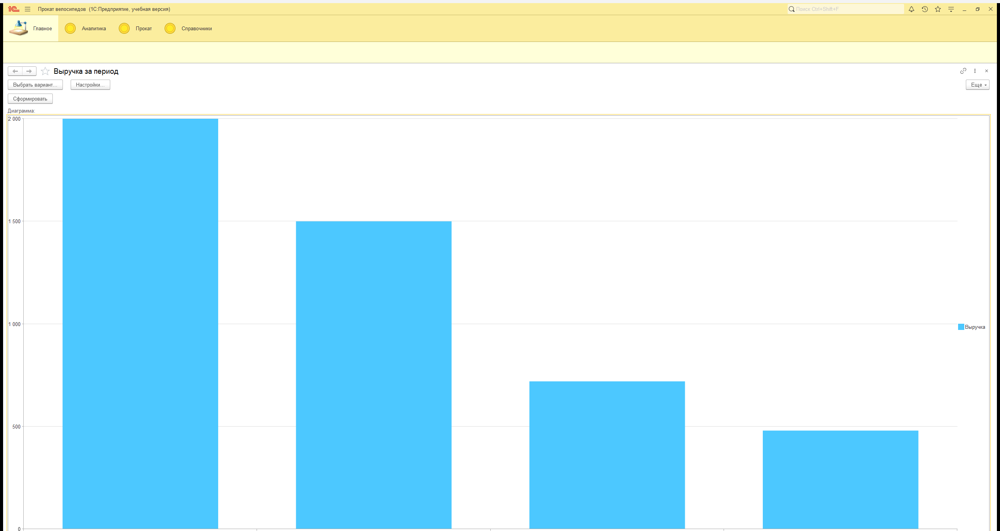 1С Прокат велосипедов (1С:Предприятие, учебная версия) Поиск Ctrl+Shift+F
Главное Аналитика Прокат Справочники
Выручка за период
Выбрать вариант... Настройки... Еще
Сформировать
Диаграмма:
2 000
1 500
1 000
Выручка
500
0